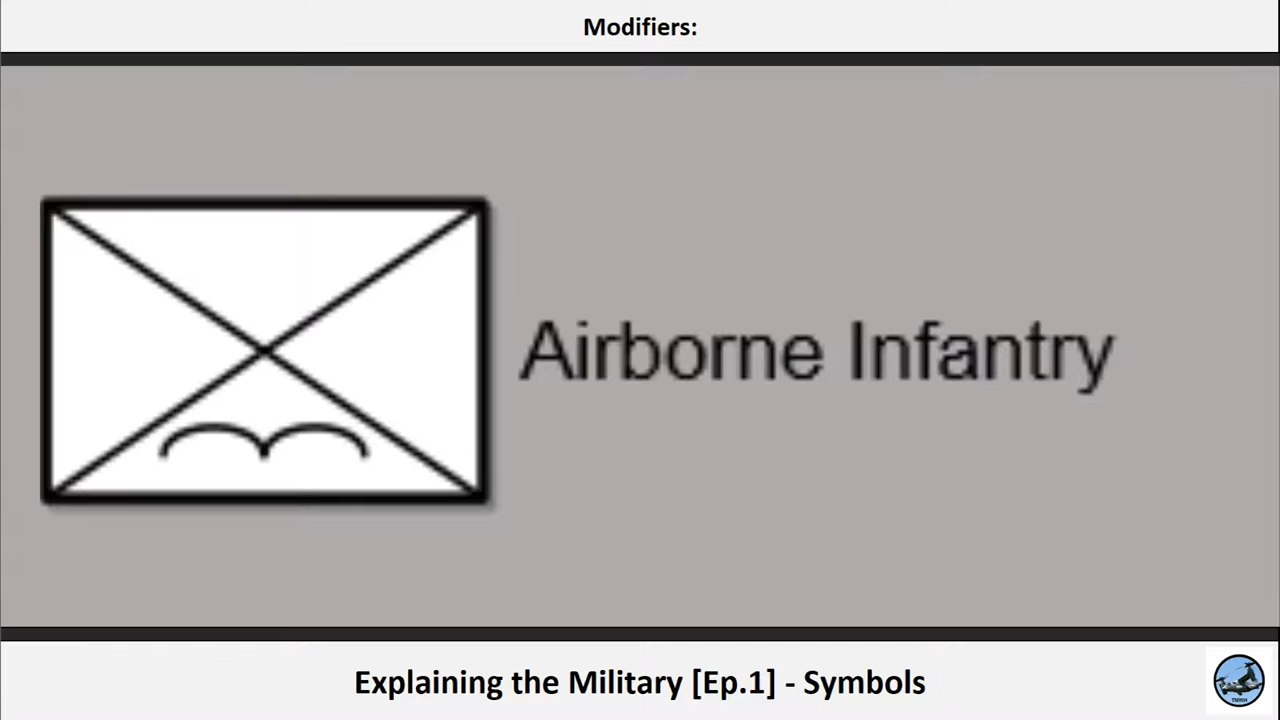 Modifiers:
Airborne Infantry
Explaining the Military [Ep.1] - Symbols